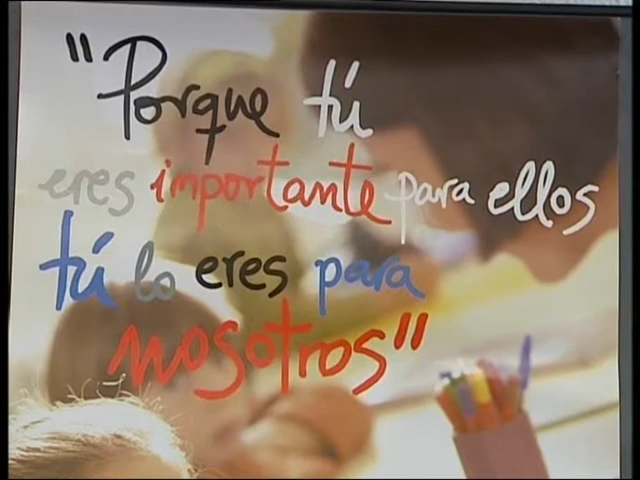 "Porque tú
eres importante para ellos
tú lo eres para
nosotros"